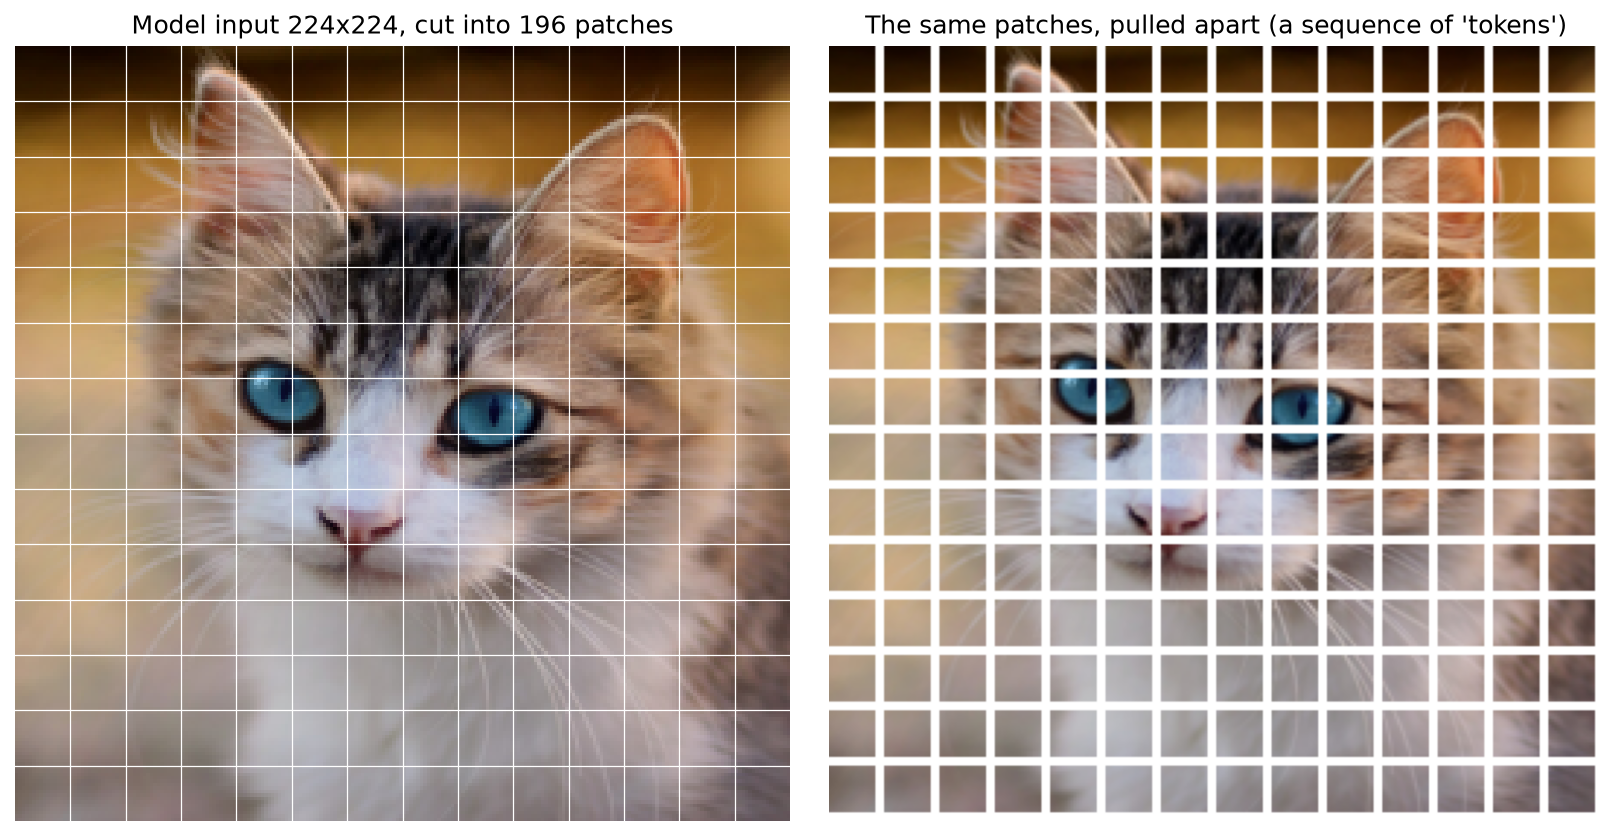 Model input 224x224, cut into 196 patches
The same patches, pulled apart (a sequence of 'tokens')